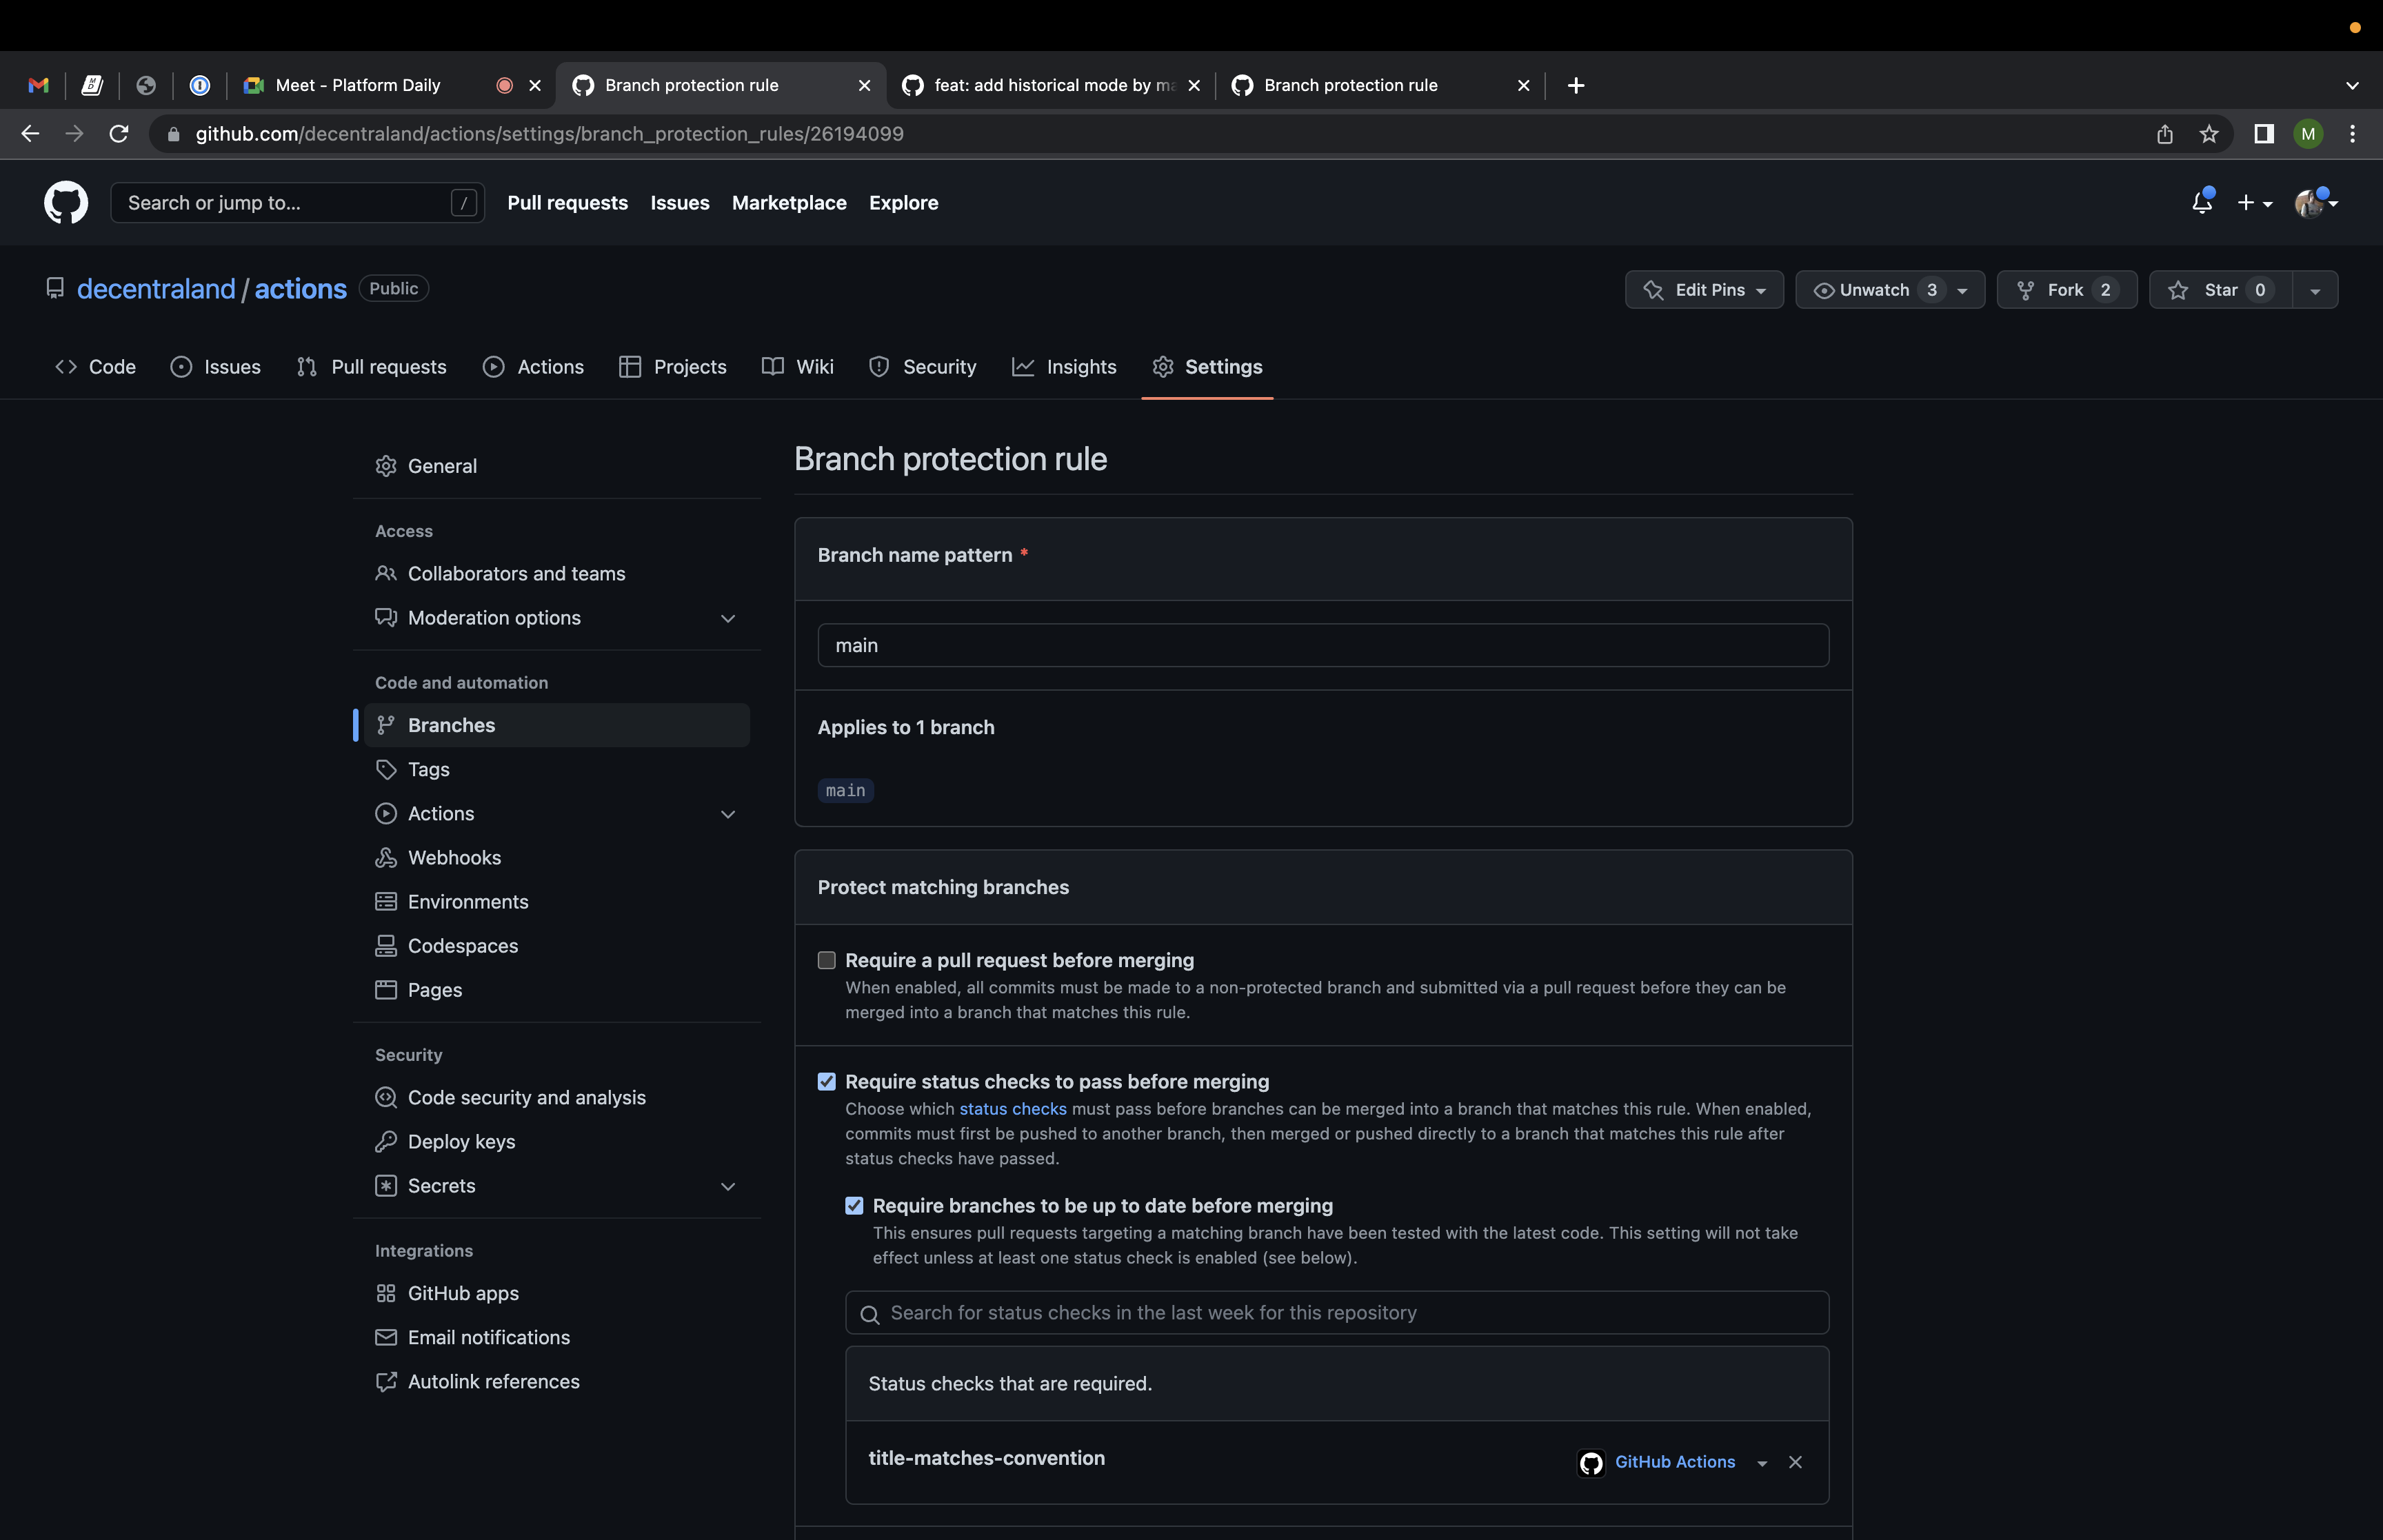 Meet - Platform Daily
Branch protection rule
feat: add historical mode by ma
Branch protection rule
github.com/decentraland/actions/settings/branch_protection_rules/26194099
M
Search or jump to...
/
Pull requests
Issues
Marketplace
Explore
decentraland / actions
Public
Edit Pins
Unwatch 3
Fork 2
Star 0
Code
Issues
Pull requests
Actions
Projects
Wiki
Security
Insights
Settings
General
Access
Collaborators and teams
Moderation options
Code and automation
Branches
Tags
Actions
Webhooks
Environments
Codespaces
Pages
Security
Code security and analysis
Deploy keys
Secrets
Integrations
GitHub apps
Email notifications
Autolink references
Branch protection rule
Branch name pattern *
main
Applies to 1 branch
main
Protect matching branches
Require a pull request before merging
When enabled, all commits must be made to a non-protected branch and submitted via a pull request before they can be
merged into a branch that matches this rule.
Require status checks to pass before merging
Choose which status checks must pass before branches can be merged into a branch that matches this rule. When enabled,
commits must first be pushed to another branch, then merged or pushed directly to a branch that matches this rule after
status checks have passed.
Require branches to be up to date before merging
This ensures pull requests targeting a matching branch have been tested with the latest code. This setting will not take
effect unless at least one status check is enabled (see below).
Search for status checks in the last week for this repository
Status checks that are required.
title-matches-convention
GitHub Actions